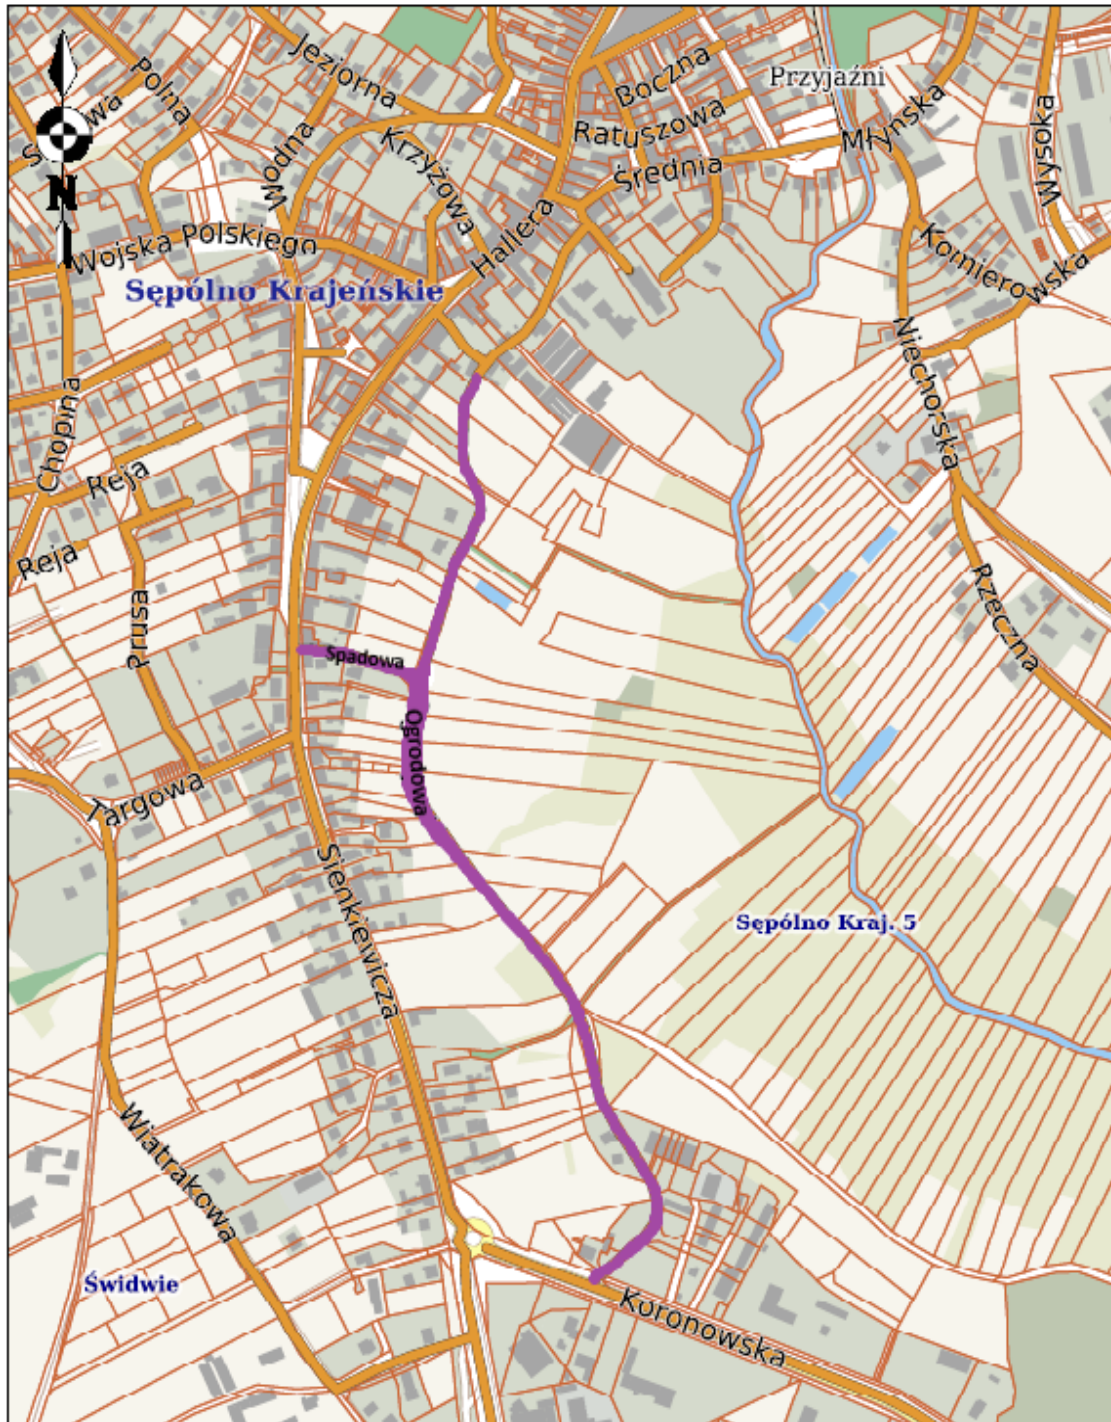 Polna
Jeziorna
Boczna
Przyjaźni
Ratuszowa
Młyńska
Wysoka
S
wa
Wodna
Krzyżowa
Średnia
N
Wojska Polskiego
Hallera
Komierowska
Sępólno Krajeńskie
Niechorska
Chopina
Reja
Reja
Prusa
Rzeczna
Spadowa
Ogrodowa
Targowa
Sienkiewicza
Sępólno Kraj. 5
Wiatrakowa
Świdwie
Koronowska